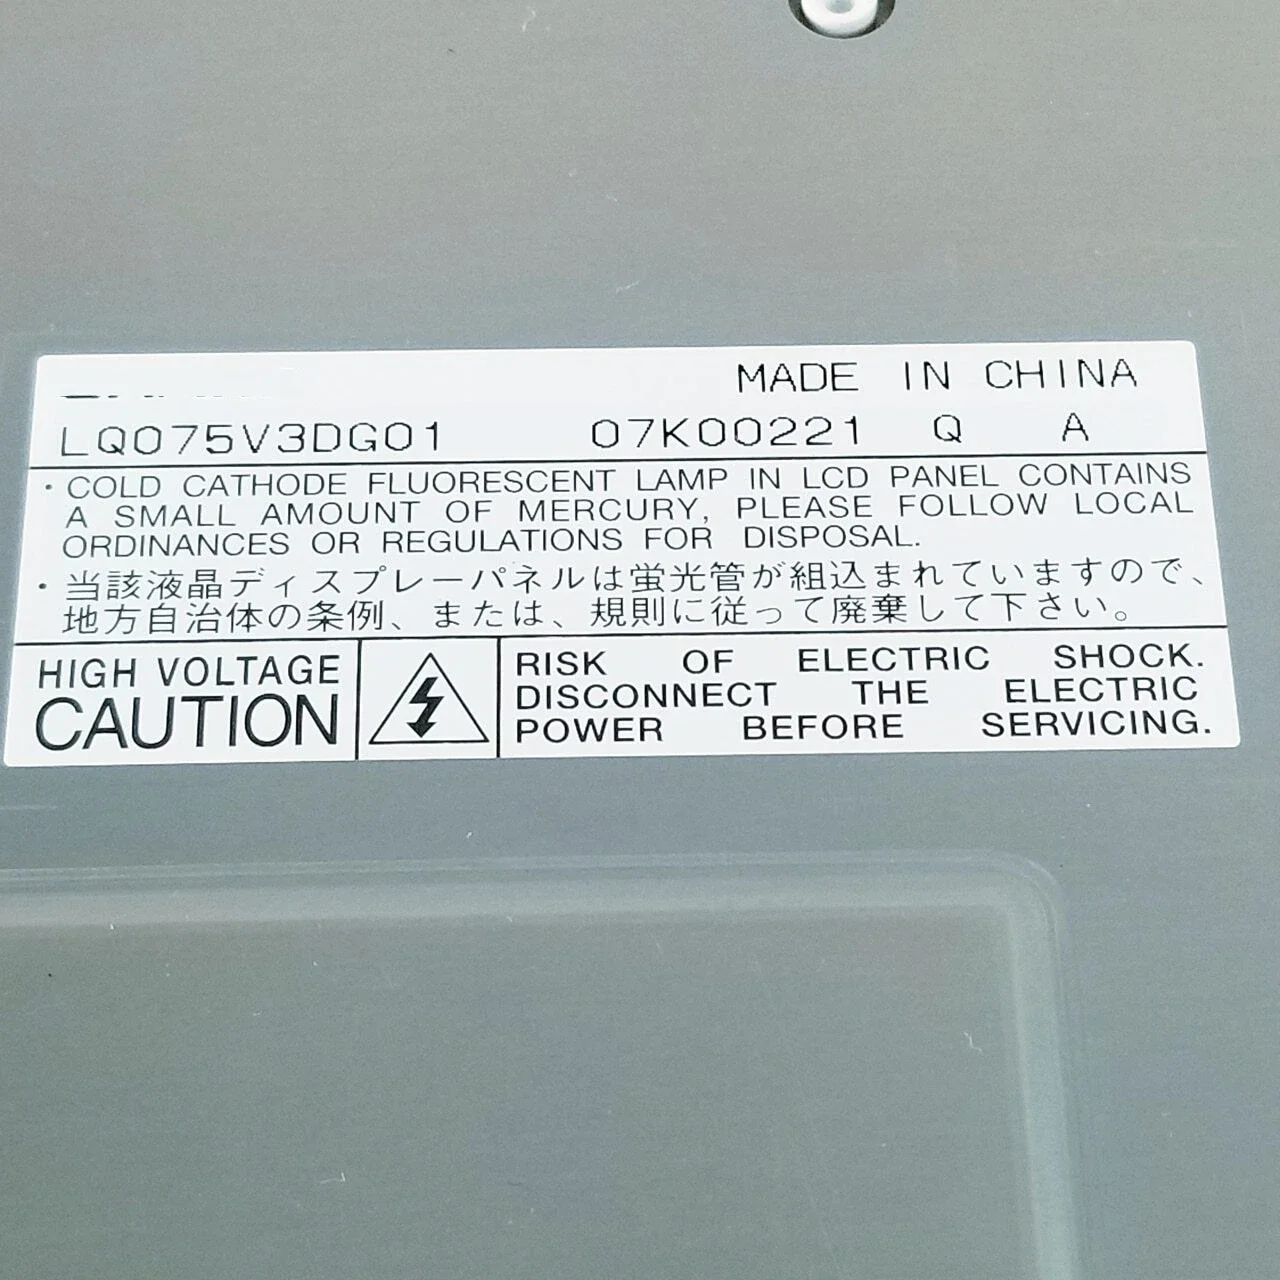 MADE IN CHINA
LQ075V3DG01 07K00221 Q A
· COLD CATHODE FLUORESCENT LAMP IN LCD PANEL CONTAINS
A SMALL AMOUNT OF MERCURY, PLEASE FOLLOW LOCAL
ORDINANCES OR REGULATIONS FOR DISPOSAL.
· 当該液晶ディスプレーパネルは蛍光管が組込まれていますので、
地方自治体の条例、または、規則に従って廃棄して下さい。
HIGH VOLTAGE
CAUTION
RISK OF ELECTRIC SHOCK.
DISCONNECT THE ELECTRIC
POWER BEFORE SERVICING.